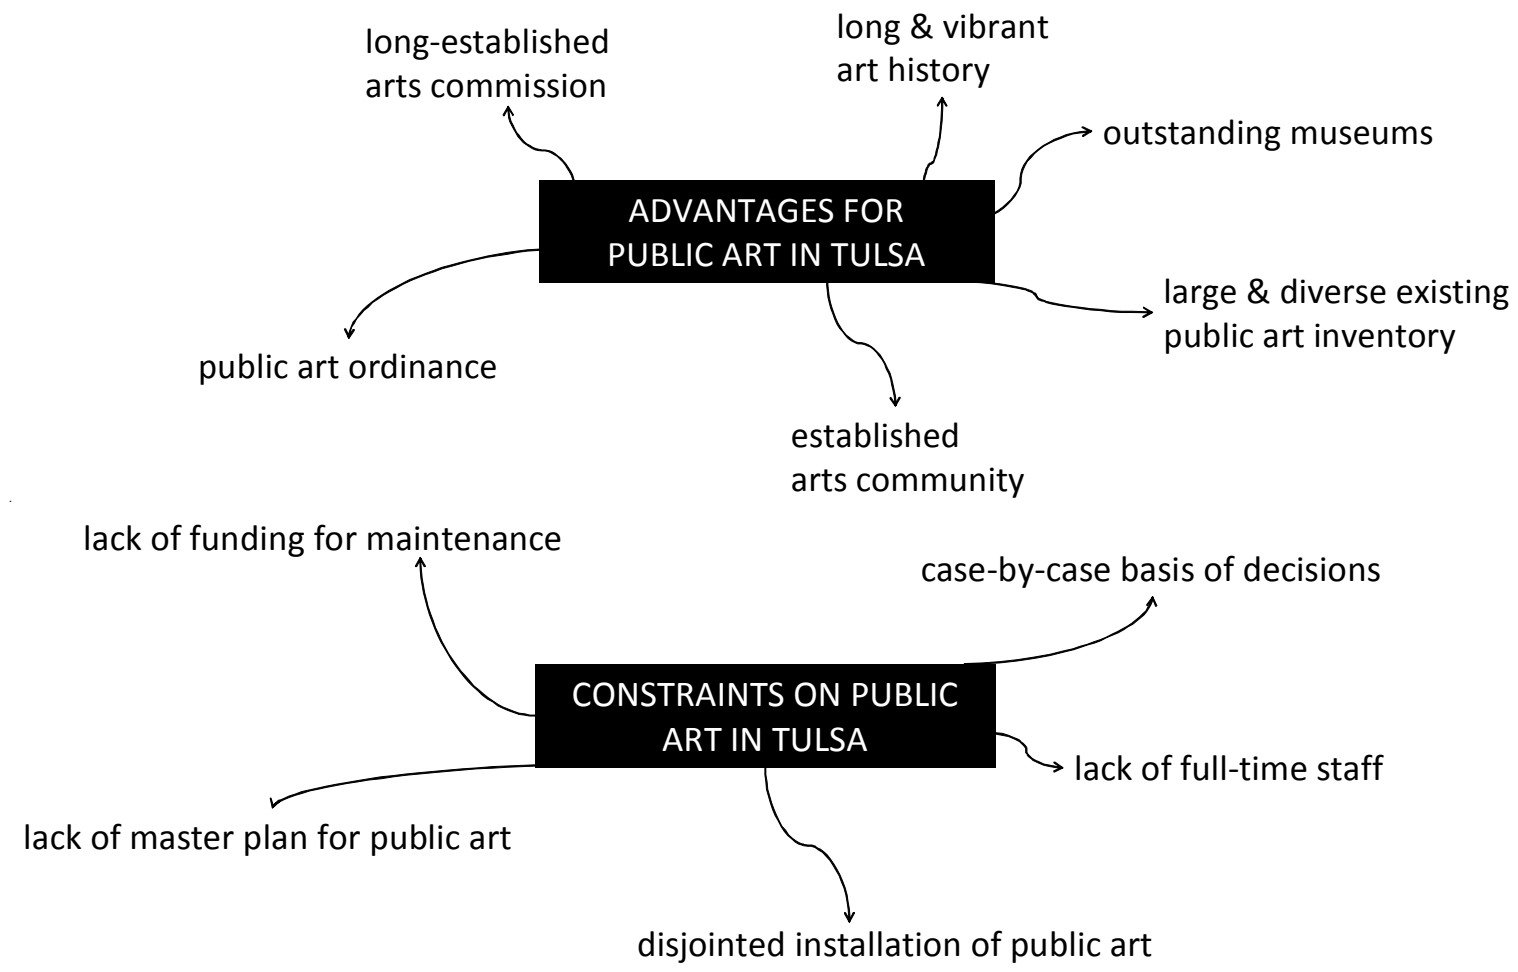 long-established
arts commission
long & vibrant
art history
outstanding museums
ADVANTAGES FOR
PUBLIC ART IN TULSA
large & diverse existing
public art inventory
public art ordinance
established
arts community
lack of funding for maintenance
case-by-case basis of decisions
CONSTRAINTS ON PUBLIC
ART IN TULSA
lack of full-time staff
lack of master plan for public art
disjointed installation of public art